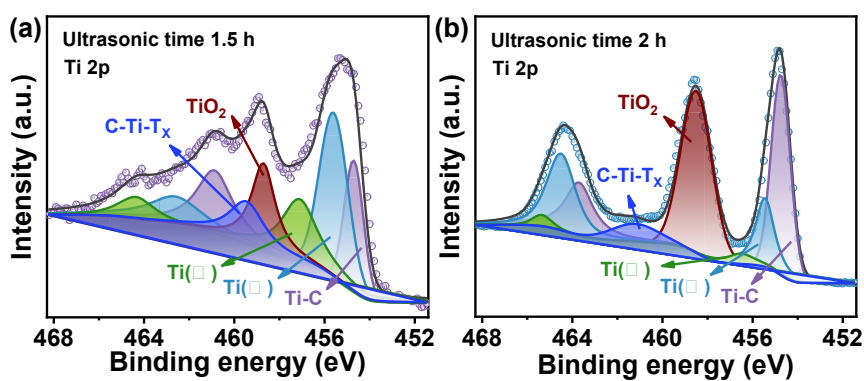 (a)
Ultrasonic time 1.5 h
Ti 2p
TiO2
C-Ti-TX
Ti(□)
Ti(□)
Ti-C
Intensity (a.u.)
468 464 460 456 452
Binding energy (eV)
(b)
Ultrasonic time 2 h
Ti 2p
TiO2
C-Ti-TX
Ti(□)
Ti(□)
Ti-C
Intensity (a.u.)
468 464 460 456 452
Binding energy (eV)